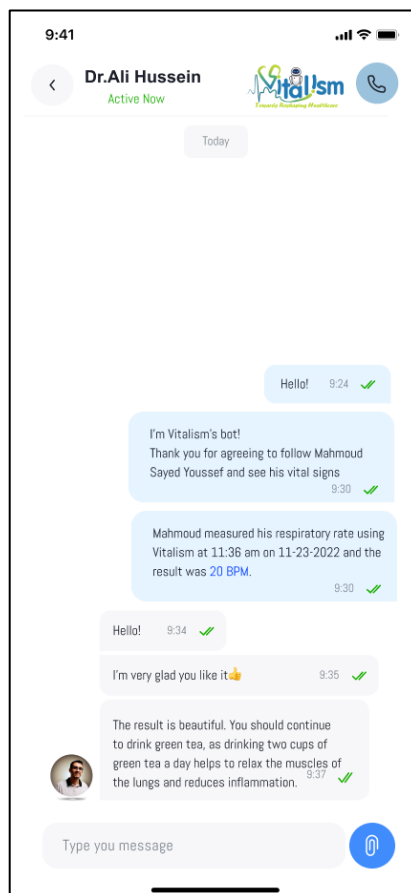 9:41
Dr.Ali Hussein
Active Now
Vital!sm
Towards Reshaping Healthcare
Today
Hello! 9:24
I'm Vitalism's bot!
Thank you for agreeing to follow Mahmoud
Sayed Youssef and see his vital signs
9:30
Mahmoud measured his respiratory rate using
Vitalism at 11:36 am on 11-23-2022 and the
result was 20 BPM.
9:30
Hello! 9:34
I'm very glad you like it👍 9:35
The result is beautiful. You should continue
to drink green tea, as drinking two cups of
green tea a day helps to relax the muscles of
the lungs and reduces inflammation. 9:37
Type you message